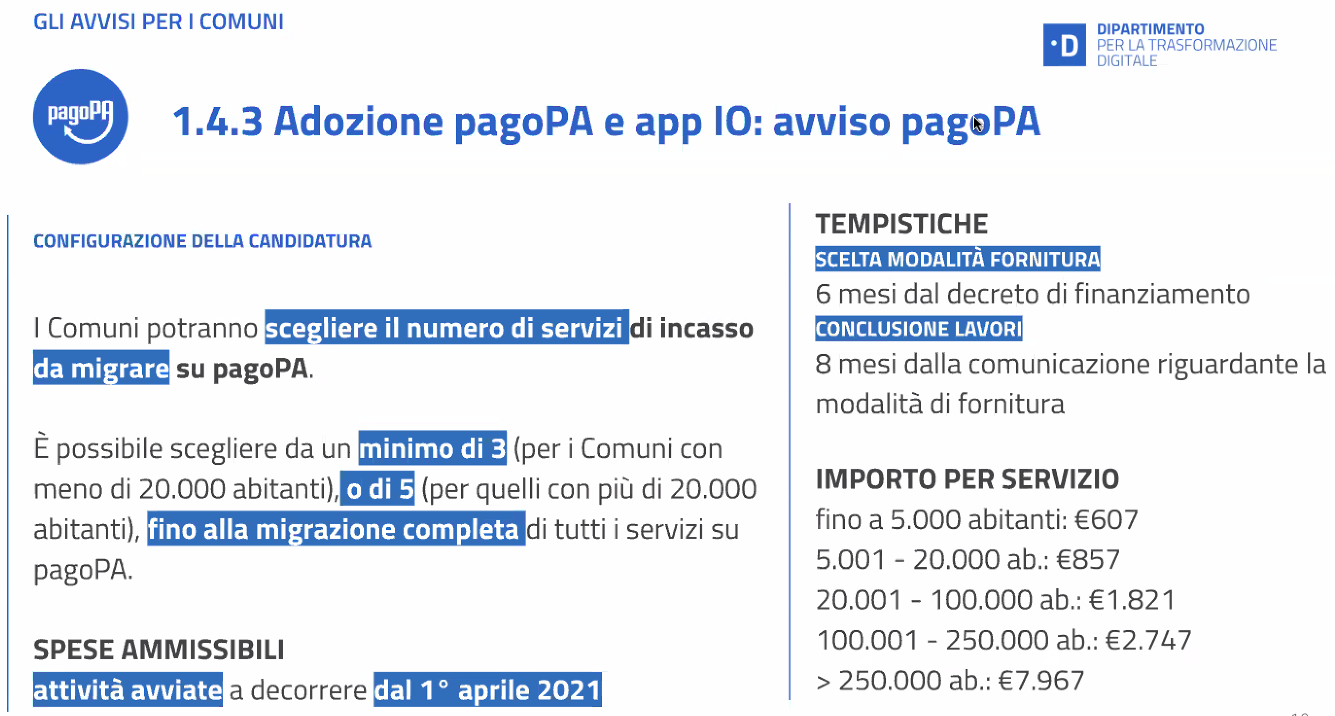 GLI AVVISI PER I COMUNI
·D
DIPARTIMENTO
PER LA TRASFORMAZIONE
DIGITALE
pagoPA
1.4.3 Adozione pagoPA e app IO: avviso pagoPA
CONFIGURAZIONE DELLA CANDIDATURA
I Comuni potranno scegliere il numero di servizi di incasso
da migrare su pagoPA.
È possibile scegliere da un minimo di 3 (per i Comuni con
meno di 20.000 abitanti), o di 5 (per quelli con più di 20.000
abitanti), fino alla migrazione completa di tutti i servizi su
pagoPA.
SPESE AMMISSIBILI
attività avviate a decorrere dal 1° aprile 2021
TEMPISTICHE
SCELTA MODALITÀ FORNITURA
6 mesi dal decreto di finanziamento
CONCLUSIONE LAVORI
8 mesi dalla comunicazione riguardante la
modalità di fornitura
IMPORTO PER SERVIZIO
fino a 5.000 abitanti: €607
5.001 - 20.000 ab.: €857
20.001 - 100.000 ab.: €1.821
100.001 - 250.000 ab.: €2.747
> 250.000 ab.: €7.967